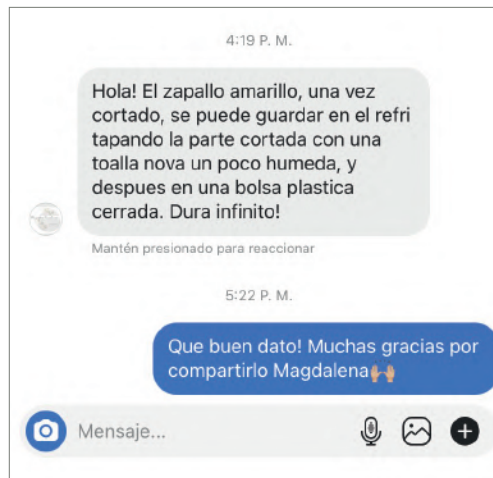 4:19 P. M.
Hola! El zapallo amarillo, una vez
cortado, se puede guardar en el refri
tapando la parte cortada con una
toalla nova un poco humeda, y
despues en una bolsa plastica
cerrada. Dura infinito!
Mantén presionado para reaccionar
5:22 P. M.
Que buen dato! Muchas gracias por
compartirlo Magdalena🙌🏼
Mensaje...